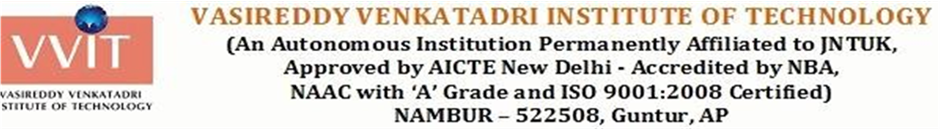 VVIT
VASIREDDY VENKATADRI
STITUTE OF TECHNOLOGY
VASIREDDY VENKATADRI INSTITUTE OF TECHNOLOGY
(An Autonomous Institution Permanently Affiliated to JNTUK,
Approved by AICTE New Delhi - Accredited by NBA,
NAAC with ‘A’ Grade and ISO 9001:2008 Certified)
NAMBUR – 522508, Guntur, AP